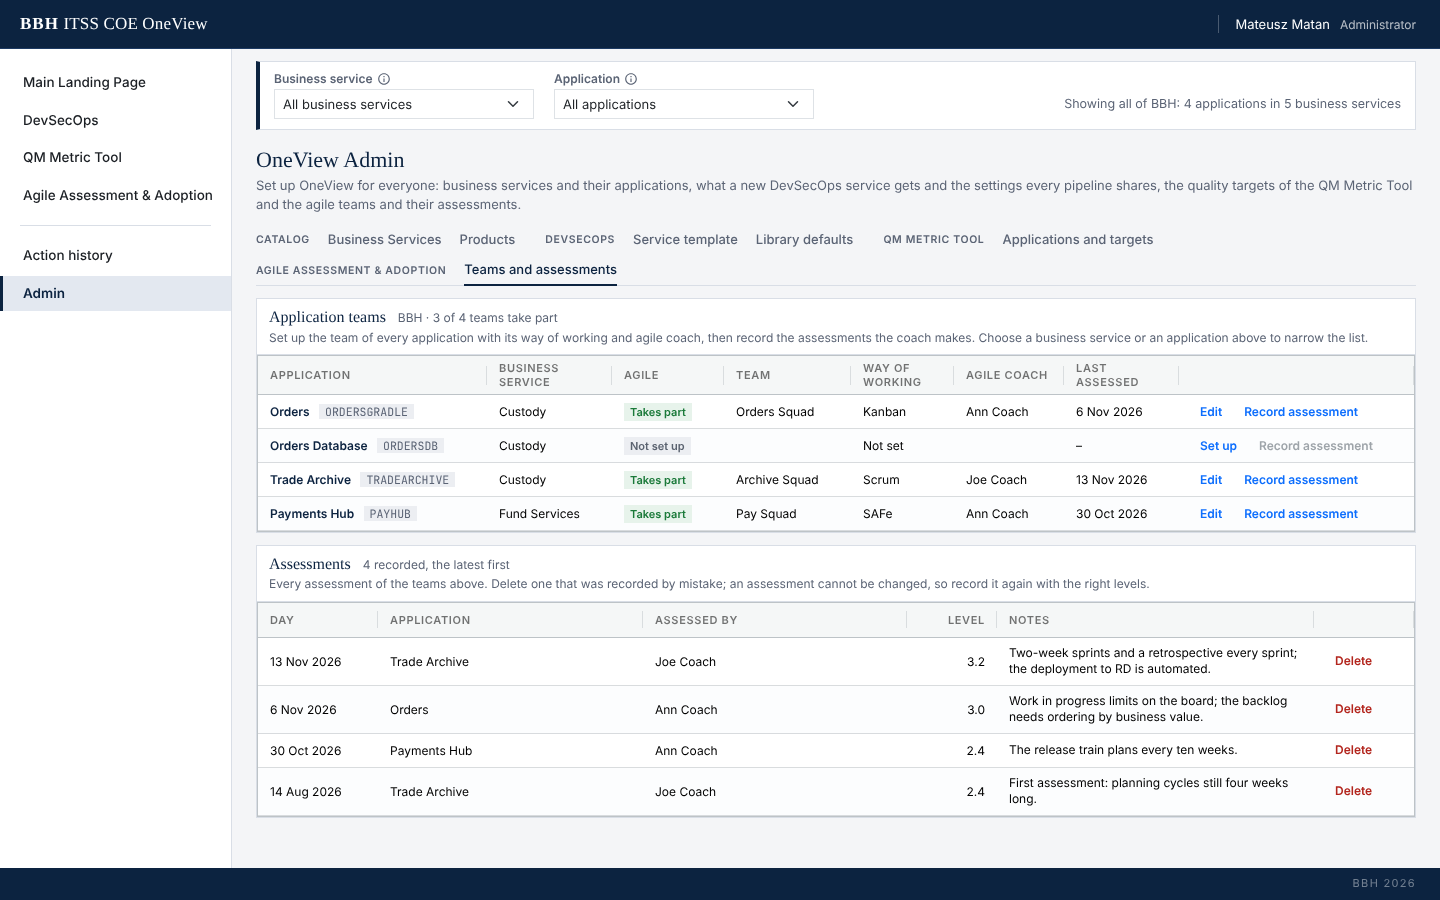 BBH ITSS COE OneView
Mateusz Matan Administrator
Main Landing Page
DevSecOps
QM Metric Tool
Agile Assessment & Adoption
Action history
Admin
Business service
All business services
Application
All applications
Showing all of BBH: 4 applications in 5 business services
OneView Admin
Set up OneView for everyone: business services and their applications, what a new DevSecOps service gets and the settings every pipeline shares, the quality targets of the QM Metric Tool
and the agile teams and their assessments.
CATALOG Business Services Products DEVSECOPS Service template Library defaults QM METRIC TOOL Applications and targets
AGILE ASSESSMENT & ADOPTION Teams and assessments
Application teams BBH · 3 of 4 teams take part
Set up the team of every application with its way of working and agile coach, then record the assessments the coach makes. Choose a business service or an application above to narrow the list.
APPLICATION BUSINESS SERVICE AGILE TEAM WAY OF WORKING AGILE COACH LAST ASSESSED
Orders ORDERSGRADLE Custody Takes part Orders Squad Kanban Ann Coach 6 Nov 2026 Edit Record assessment
Orders Database ORDERSDB Custody Not set up Not set – Set up Record assessment
Trade Archive TRADEARCHIVE Custody Takes part Archive Squad Scrum Joe Coach 13 Nov 2026 Edit Record assessment
Payments Hub PAYHUB Fund Services Takes part Pay Squad SAFe Ann Coach 30 Oct 2026 Edit Record assessment
Assessments 4 recorded, the latest first
Every assessment of the teams above. Delete one that was recorded by mistake; an assessment cannot be changed, so record it again with the right levels.
DAY APPLICATION ASSESSED BY LEVEL NOTES
13 Nov 2026 Trade Archive Joe Coach 3.2 Two-week sprints and a retrospective every sprint;
the deployment to RD is automated. Delete
6 Nov 2026 Orders Ann Coach 3.0 Work in progress limits on the board; the backlog
needs ordering by business value. Delete
30 Oct 2026 Payments Hub Ann Coach 2.4 The release train plans every ten weeks. Delete
14 Aug 2026 Trade Archive Joe Coach 2.4 First assessment: planning cycles still four weeks
long. Delete
BBH 2026